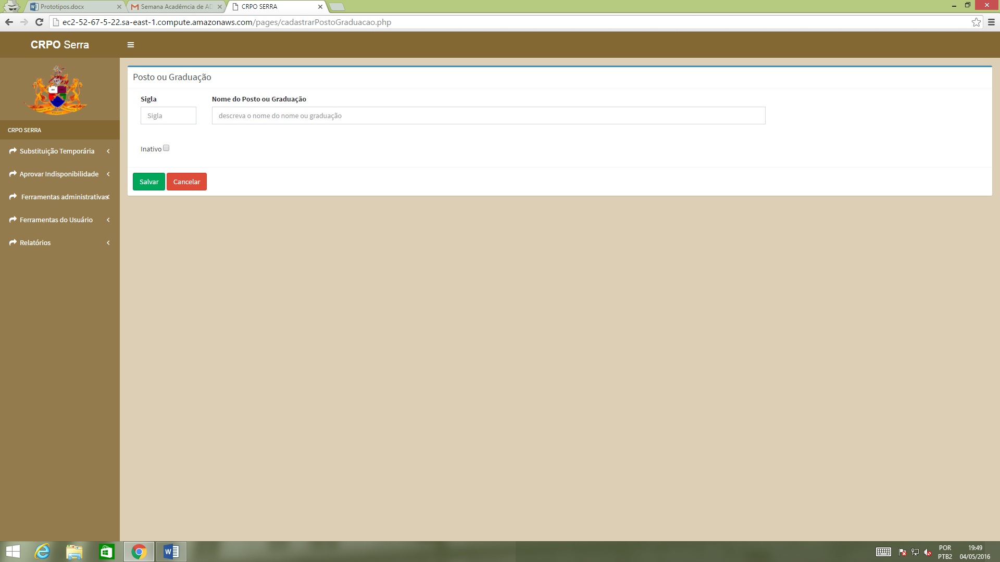 Prototipos.docx
Semana Acadêmcia de AD
CRPO SERRA
ec2-52-67-5-22.sa-east-1.compute.amazonaws.com/pages/cadastrarPostoGraduacao.php
CRPO Serra
CRPO SERRA
Substituição Temporária
Aprovar Indisponibilidade
Ferramentas administrativas
Ferramentas do Usuário
Relatórios
Posto ou Graduação
Sigla
Nome do Posto ou Graduação
Sigla
descreva o nome do nome ou graduação
Inativo
Salvar
Cancelar
POR
PTB2
19:49
04/05/2016